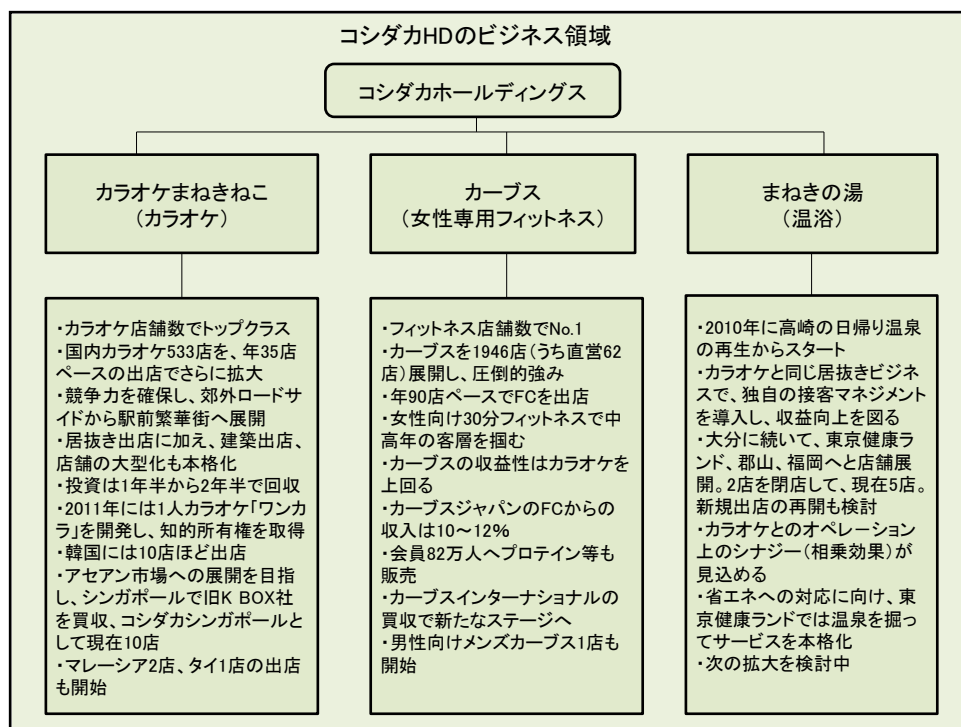 コシダカHDのビジネス領域
コシダカホールディングス
カラオケまねきねこ
（カラオケ）
・カラオケ店舗数でトップクラス
・国内カラオケ533店を、年35店
ペースの出店でさらに拡大
・競争力を確保し、郊外ロードサ
イドから駅前繁華街へ展開
・居抜き出店に加え、建築出店、
店舗の大型化も本格化
・投資は1年半から2年半で回収
・2011年には1人カラオケ「ワンカ
ラ」を開発し、知的所有権を取得
・韓国には10店ほど出店
・アセアン市場への展開を目指
し、シンガポールで旧K BOX社
を買収、コシダカシンガポールと
して現在10店
・マレーシア2店、タイ1店の出店
も開始
カーブス
（女性専用フィットネス）
・フィットネス店舗数でNo.1
・カーブスを1946店（うち直営62
店）展開し、圧倒的強み
・年90店ペースでFCを出店
・女性向け30分フィットネスで中
高年の客層を掴む
・カーブスの収益性はカラオケを
上回る
・カーブスジャパンのFCからの
収入は10～12%
・会員82万人へプロテイン等も
販売
・カーブスインターナショナルの
買収で新たなステージへ
・男性向けメンズカーブス1店も
開始
まねきの湯
（温浴）
・2010年に高崎の日帰り温泉
の再生からスタート
・カラオケと同じ居抜きビジネ
スで、独自の接客マネジメント
を導入し、収益向上を図る
・大分に続いて、東京健康ラ
ンド、郡山、福岡へと店舗展
開。2店を閉店して、現在5店。
新規出店の再開も検討
・カラオケとのオペレーション
上のシナジー（相乗効果）が
見込める
・省エネへの対応に向け、東
京健康ランドでは温泉を掘っ
てサービスを本格化
・次の拡大を検討中